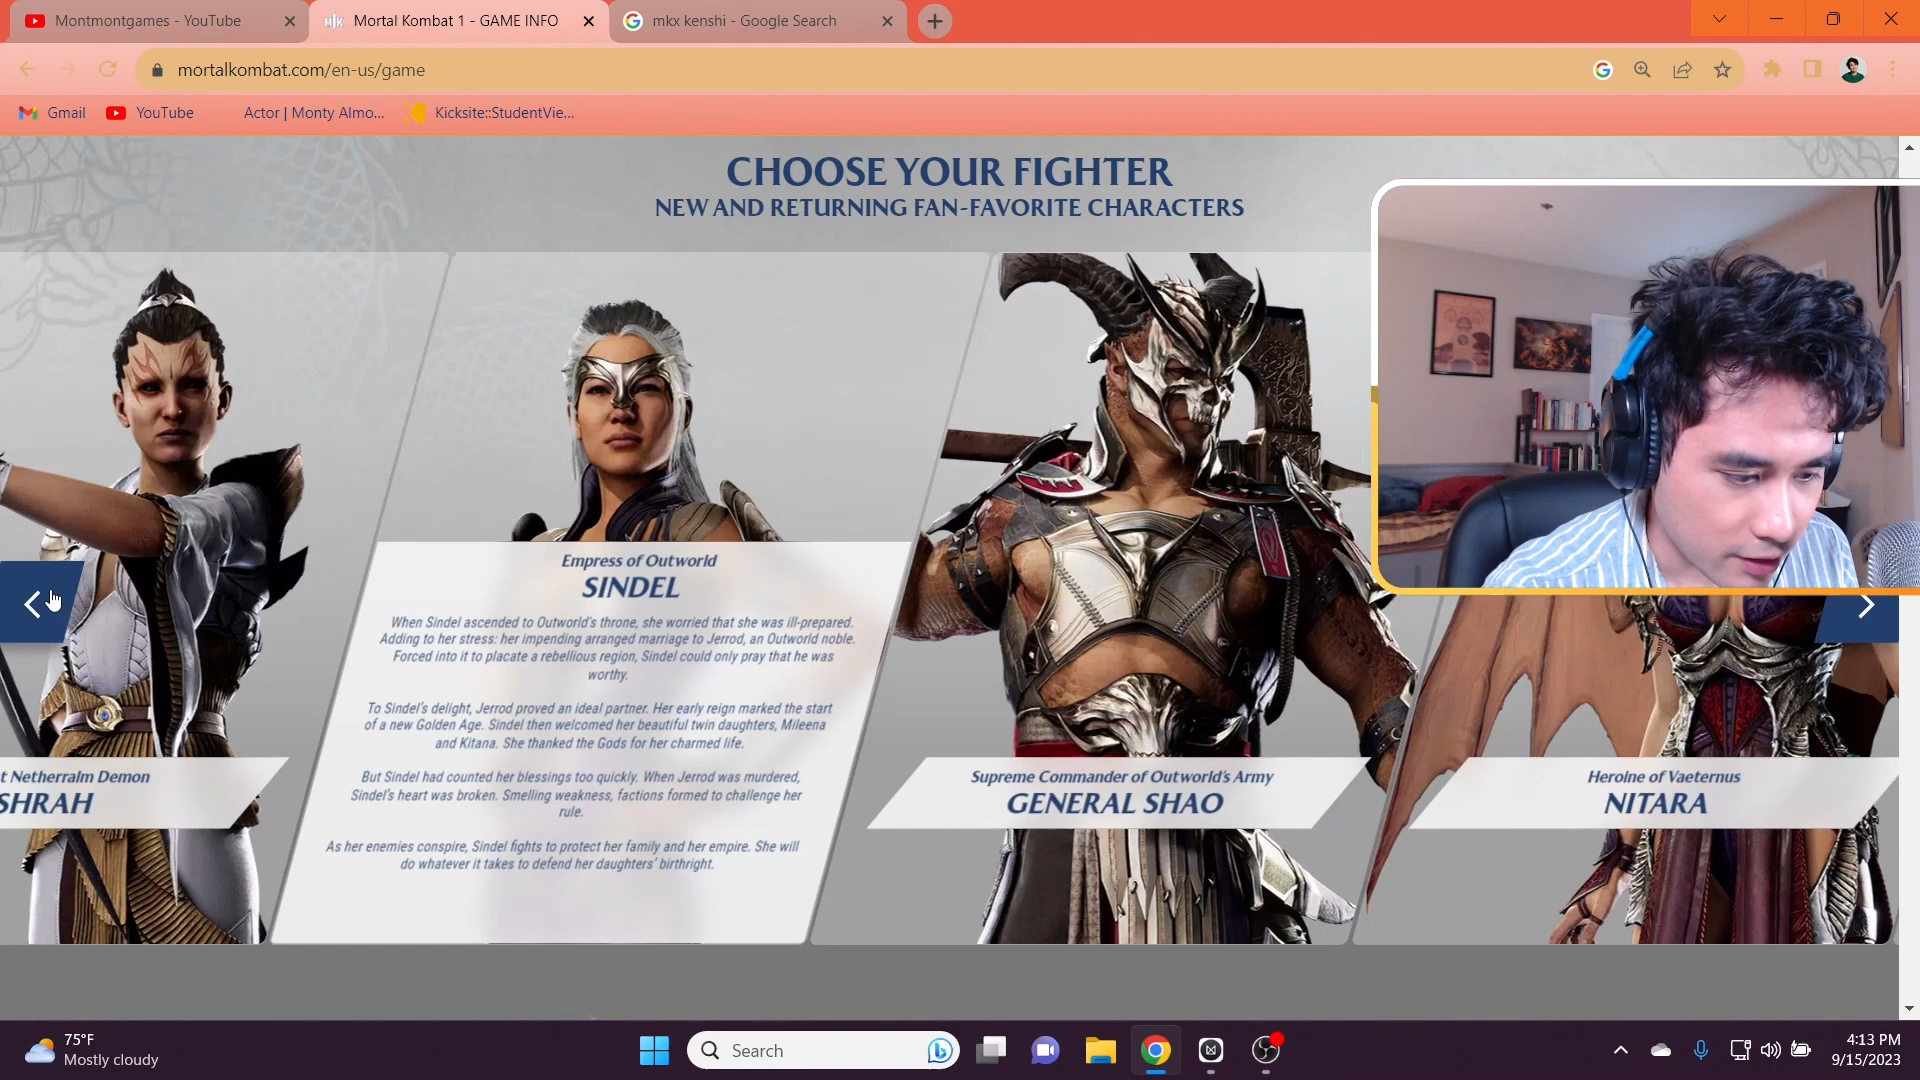 Montmontgames - YouTube
Mortal Kombat 1 - GAME INFO
mkx kenshi - Google Search
mortalkombat.com/en-us/game
Gmail
YouTube
Actor | Monty Almo...
Kicksite::StudentVie...
CHOOSE YOUR FIGHTER
NEW AND RETURNING FAN-FAVORITE CHARACTERS
Empress of Outworld
SINDEL
When Sindel ascended to Outworld's throne, she worried that she was ill-prepared.
Adding to her stress: her impending arranged marriage to Jerrod, an Outworld noble.
Forced into it to placate a rebellious region, Sindel could only pray that he was
worthy.
To Sindel's delight, Jerrod proved an ideal partner. Her early reign marked the start
of a new Golden Age. Sindel then welcomed her beautiful twin daughters, Mileena
and Kitana. She thanked the Gods for her charmed life.
But Sindel had counted her blessings too quickly. When Jerrod was murdered,
Sindel's heart was broken. Smelling weakness, factions formed to challenge her
rule.
As her enemies conspire, Sindel fights to protect her family and her empire. She will
do whatever it takes to defend her daughters' birthright.
t Netherralm Demon
SHRAH
Supreme Commander of Outworld's Army
GENERAL SHAO
Heroine of Vaeternus
NITARA
75°F
Mostly cloudy
Search
4:13 PM
9/15/2023